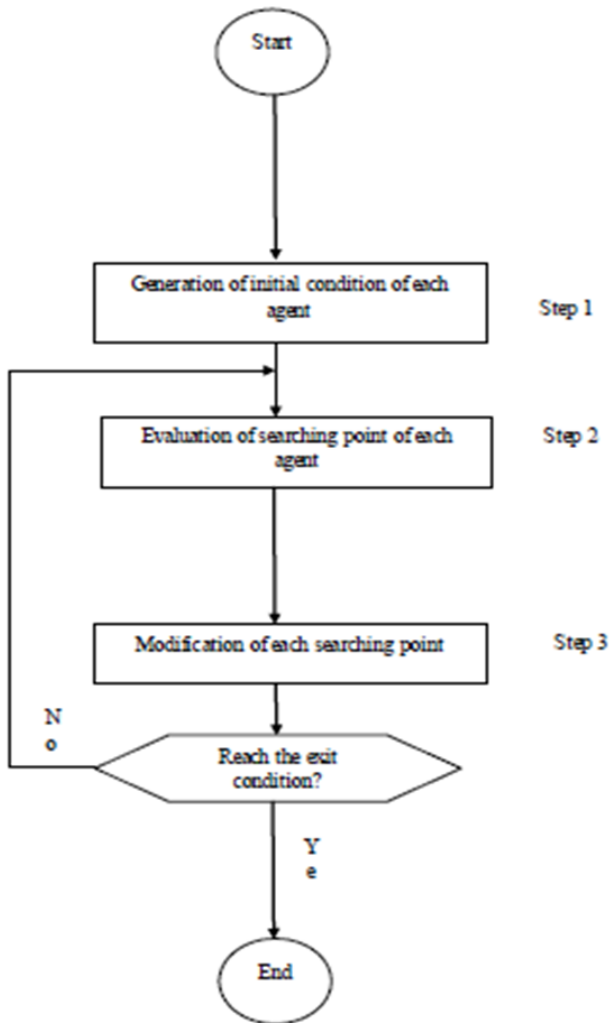 Start
Generation of initial condition of each
agent
Step 1
Evaluation of searching point of each
agent
Step 2
Modification of each searching point
Step 3
N
o
Reach the exit
condition?
Y
e
End